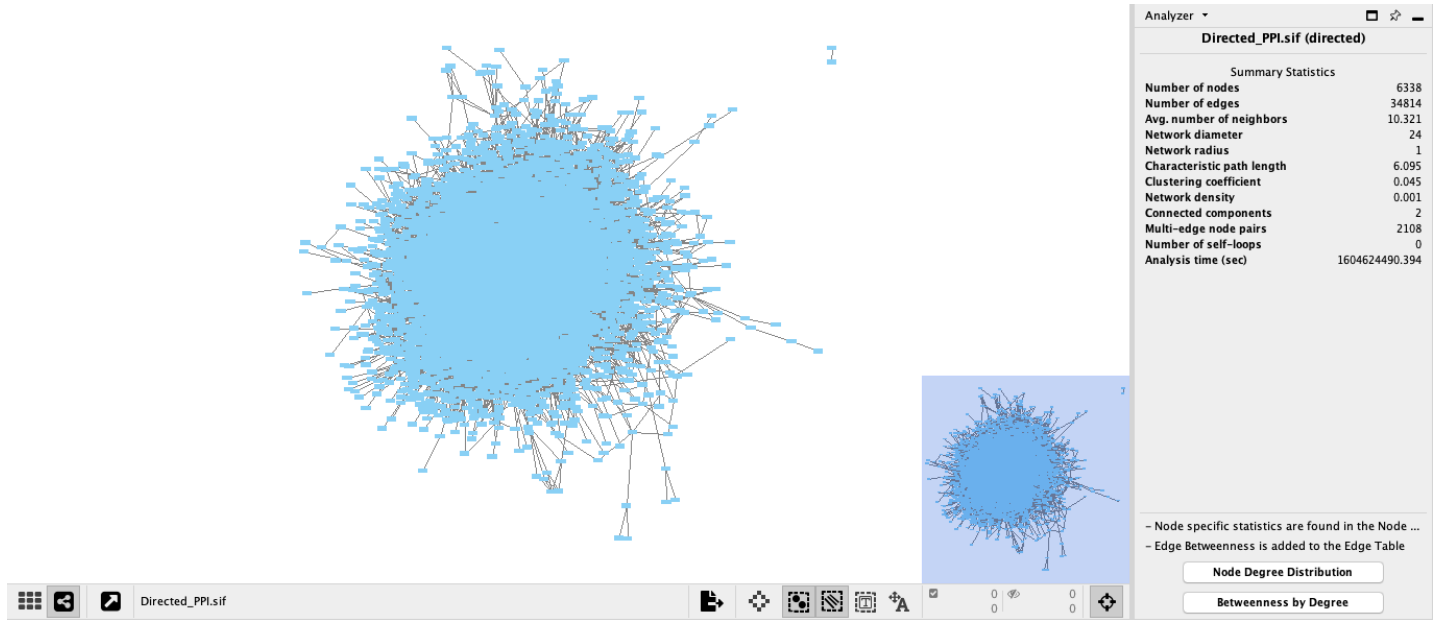 Analyzer
Directed_PPI.sif (directed)
Summary Statistics
Number of nodes 6338
Number of edges 34814
Avg. number of neighbors 10.321
Network diameter 24
Network radius 1
Characteristic path length 6.095
Clustering coefficient 0.045
Network density 0.001
Connected components 2
Multi-edge node pairs 2108
Number of self-loops 0
Analysis time (sec) 1604624490.394
– Node specific statistics are found in the Node ...
– Edge Betweenness is added to the Edge Table
Node Degree Distribution
Betweenness by Degree
Directed_PPI.sif
T
A
0 0
0 0